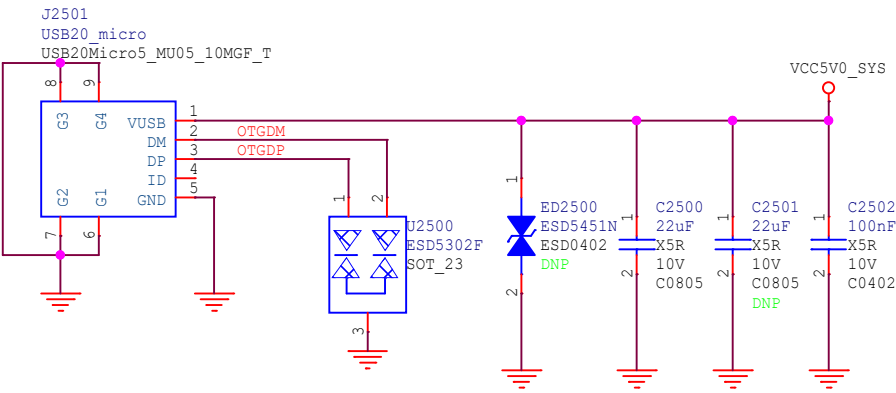 J2501
USB20_micro
USB20Micro5_MU05_10MGF_T
VCC5V0_SYS
8
9
G3
G4
VUSB
DM
DP
ID
GND
G2
G1
1
2
3
4
5
7
6
OTGDM
OTGDP
1
2
U2500
ESD5302F
SOT_23
3
1
ED2500
ESD5451N
ESD0402
DNP
2
1
C2500
22uF
X5R
10V
C0805
2
1
C2501
22uF
X5R
10V
C0805
DNP
2
1
C2502
100nF
X5R
10V
C0402
2